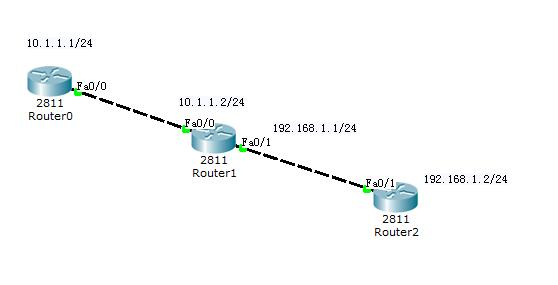 10.1.1.1/24
Fa0/0
2811
Router0
10.1.1.2/24
Fa0/0
192.168.1.1/24
Fa0/1
2811
Router1
Fa0/1
192.168.1.2/24
2811
Router2